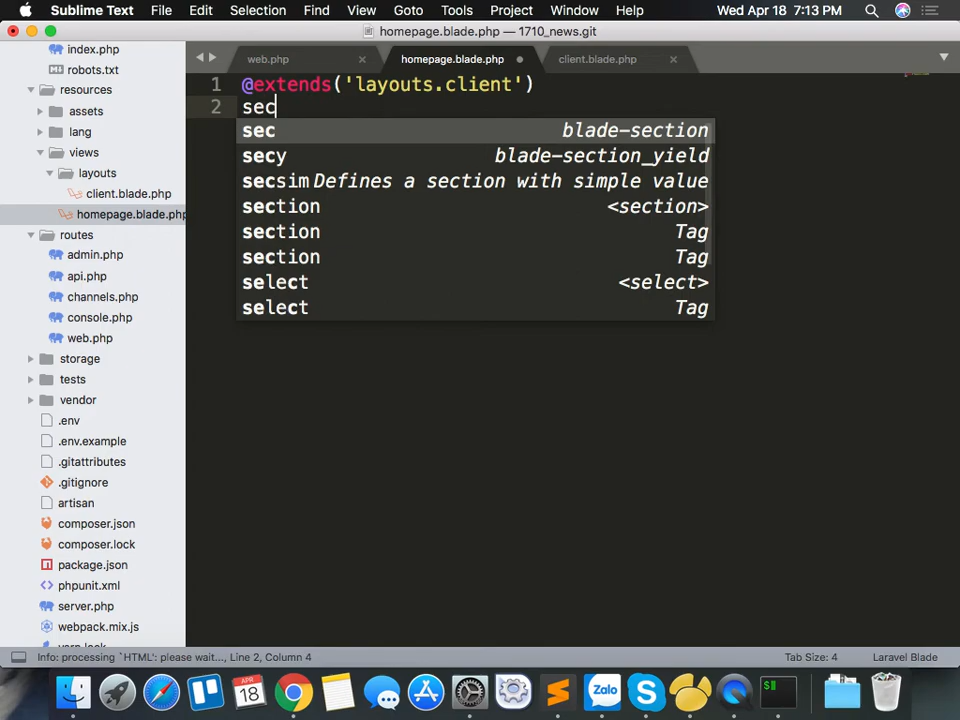 Sublime Text File Edit Selection Find View Goto Tools Project Window Help Wed Apr 18 7:13 PM
homepage.blade.php — 1710_news.git
index.php
robots.txt
resources
assets
lang
views
layouts
client.blade.php
homepage.blade.php
routes
admin.php
api.php
channels.php
console.php
web.php
storage
tests
vendor
.env
.env.example
.gitattributes
.gitignore
artisan
composer.json
composer.lock
package.json
phpunit.xml
server.php
webpack.mix.js
yarn.lock
web.php homepage.blade.php client.blade.php
1 @extends('layouts.client')
2 sec
sec blade-section
secy blade-section_yield
secsim Defines a section with simple value
section <section>
section Tag
section Tag
select <select>
select Tag
Info: processing `HTML': please wait..., Line 2, Column 4 Tab Size: 4 Laravel Blade
APR
18
Zalo
$